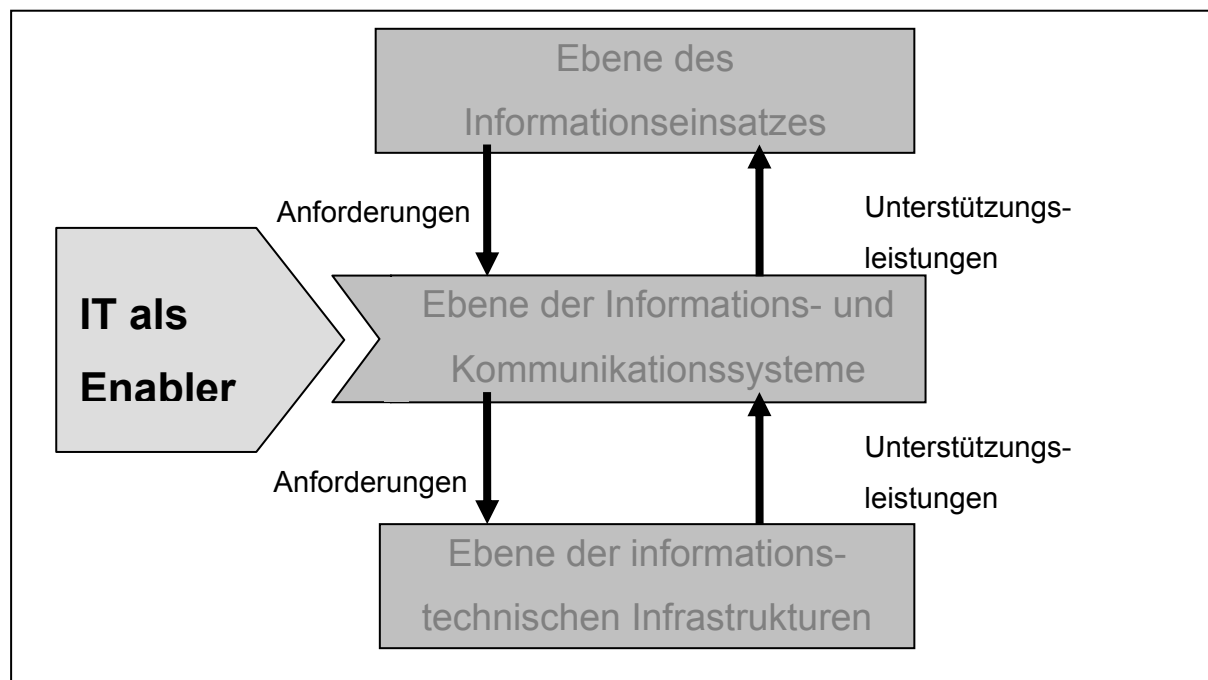 Ebene des
Informationseinsatzes
Anforderungen
Unterstützungs-
leistungen
IT als
Enabler
Ebene der Informations- und
Kommunikationssysteme
Anforderungen
Unterstützungs-
leistungen
Ebene der informations-
technischen Infrastrukturen